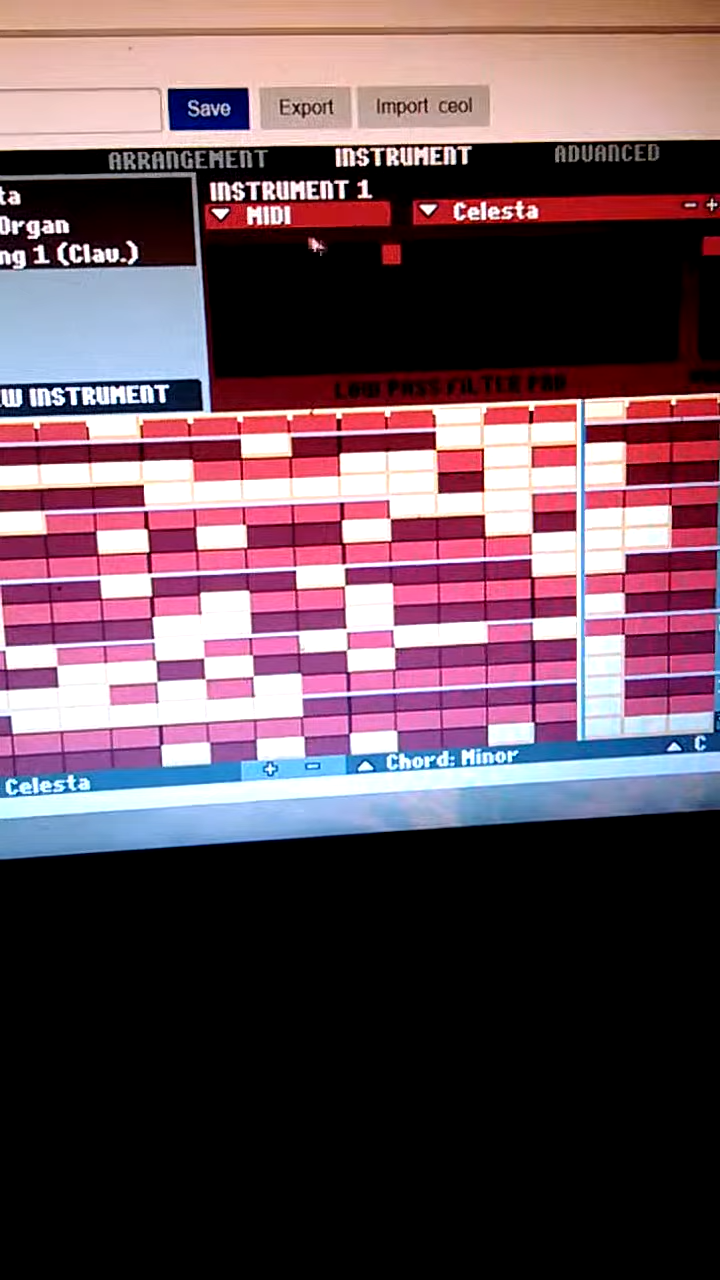 Save Export Import ceol
ARRANGEMENT INSTRUMENT ADVANCED
ta
Organ
ng 1 (Clav.)
INSTRUMENT 1
MIDI Celesta - +
LOW PASS FILTER PAD
W INSTRUMENT
Celesta + - Chord: Minor C